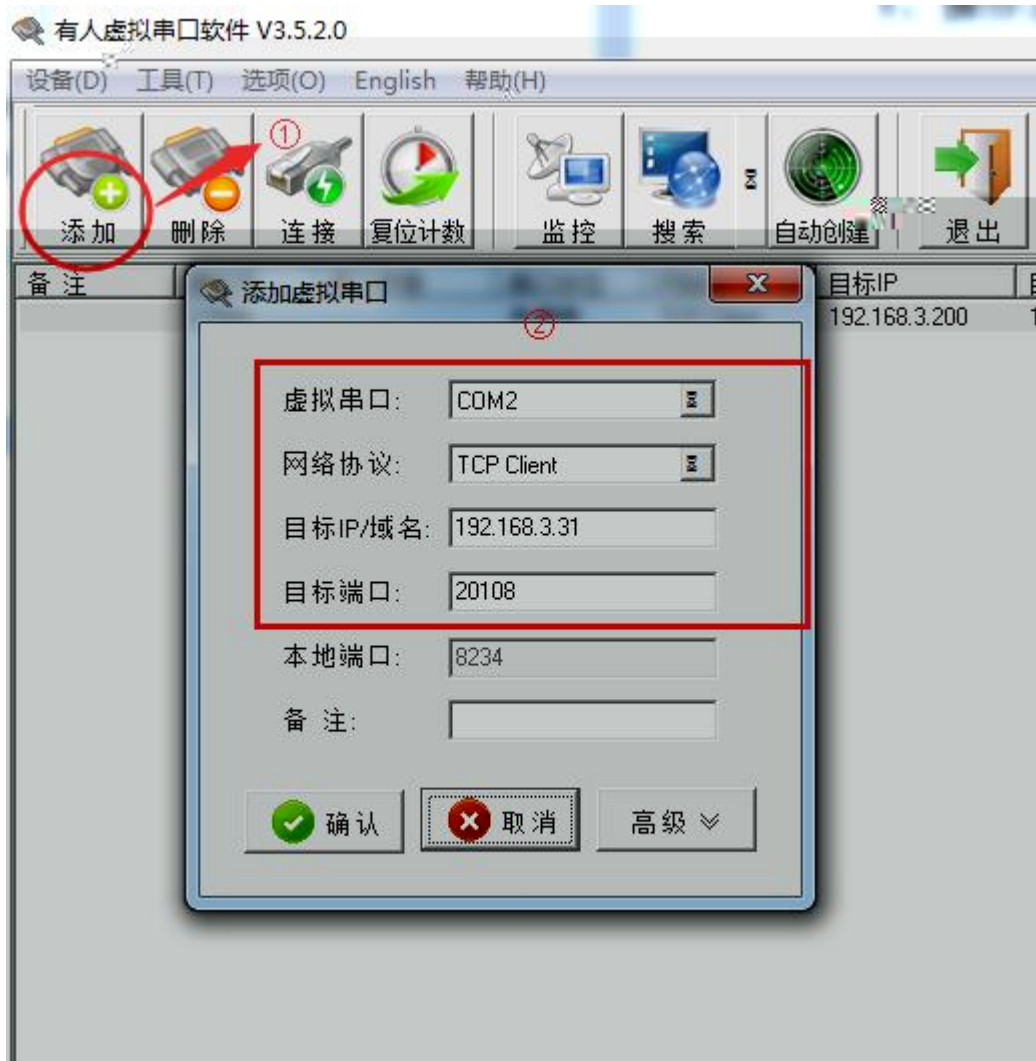 有人虚拟串口软件 V3.5.2.0
设备(D) 工具(T) 选项(O) English 帮助(H)
①
添加 删除 连接 复位计数 监控 搜索 自动创建 退出
备 注 目标IP
添加虚拟串口
192.168.3.200
②
虚拟串口: COM2
网络协议: TCP Client
目标IP/域名: 192.168.3.31
目标端口: 20108
本地端口: 8234
备 注:
确认 取消 高级